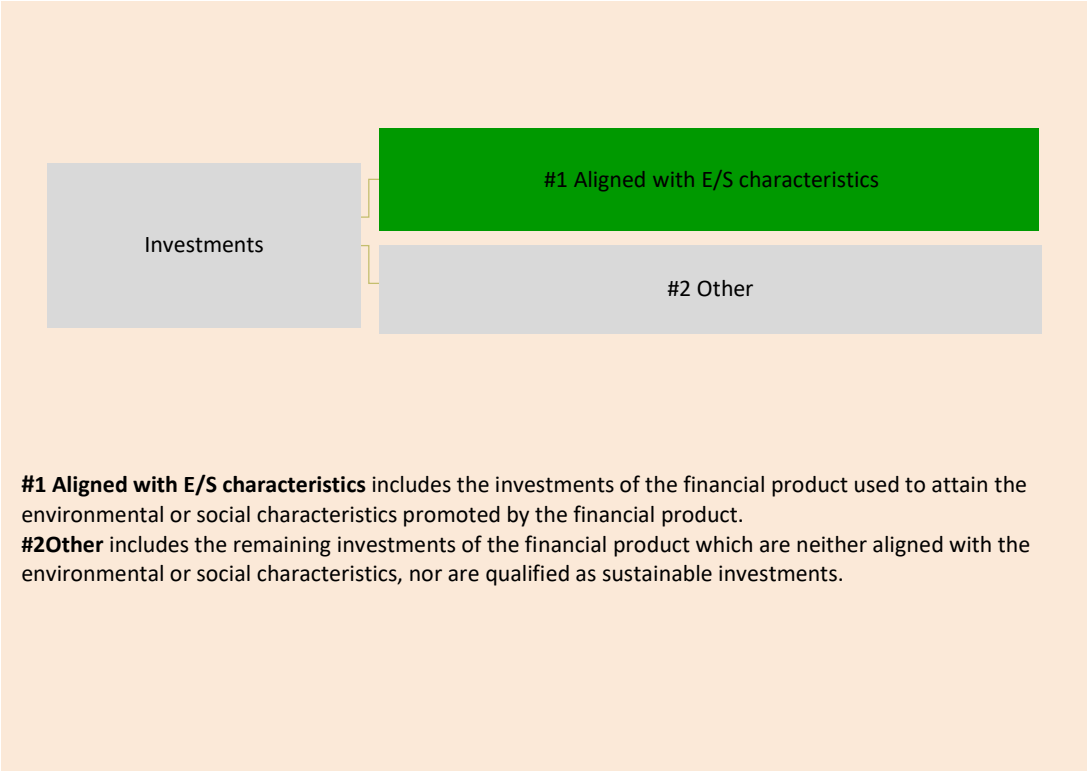 #1 Aligned with E/S characteristics
Investments
#2 Other
#1 Aligned with E/S characteristics includes the investments of the financial product used to attain the
environmental or social characteristics promoted by the financial product.
#2Other includes the remaining investments of the financial product which are neither aligned with the
environmental or social characteristics, nor are qualified as sustainable investments.